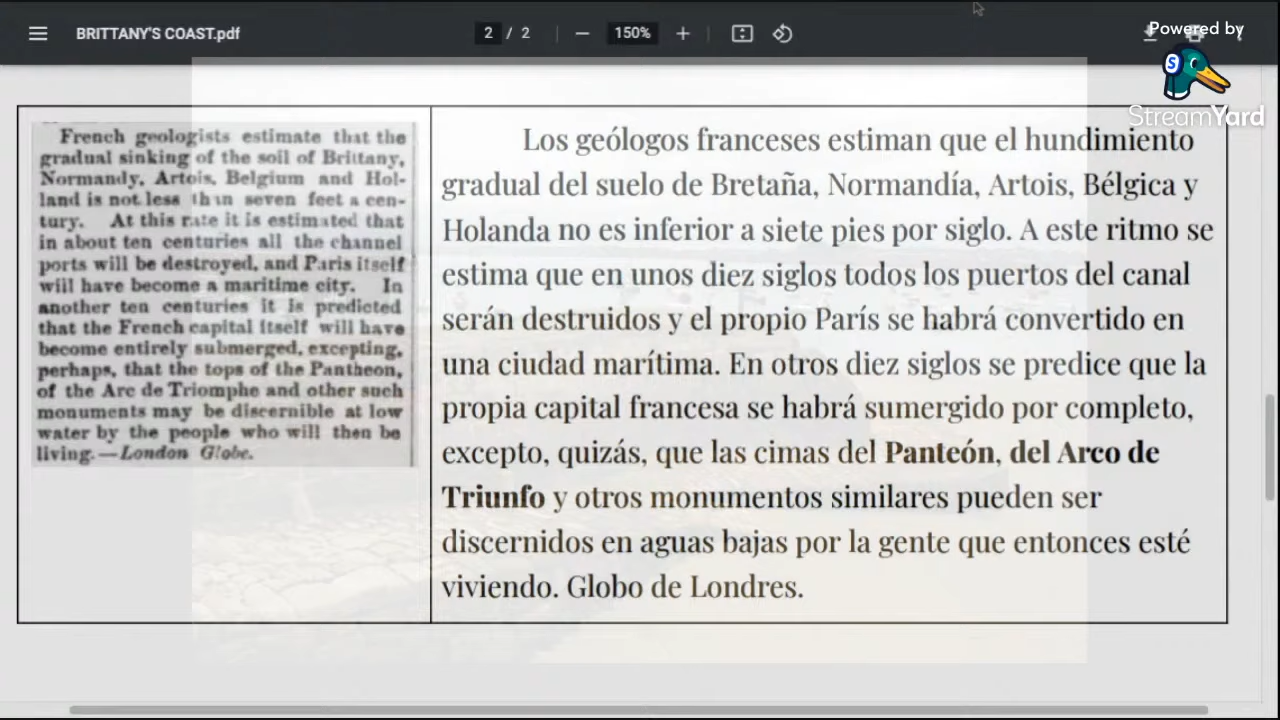 BRITTANY'S COAST.pdf
2 / 2
150%
Powered by
StreamYard
French geologists estimate that the
gradual sinking of the soil of Brittany,
Normandy, Artois, Belgium and Hol-
land is not less than seven feet a cen-
tury. At this rate it is estimated that
in about ten centuries all the channel
ports will be destroyed, and Paris itself
will have become a maritime city. In
another ten centuries it is predicted
that the French capital itself will have
become entirely submerged, excepting,
perhaps, that the tops of the Pantheon,
of the Arc de Triomphe and other such
monuments may be discernible at low
water by the people who will then be
living.—London Globe.
Los geólogos franceses estiman que el hundimiento
gradual del suelo de Bretaña, Normandía, Artois, Bélgica y
Holanda no es inferior a siete pies por siglo. A este ritmo se
estima que en unos diez siglos todos los puertos del canal
serán destruidos y el propio París se habrá convertido en
una ciudad marítima. En otros diez siglos se predice que la
propia capital francesa se habrá sumergido por completo,
excepto, quizás, que las cimas del Panteón, del Arco de
Triunfo y otros monumentos similares pueden ser
discernidos en aguas bajas por la gente que entonces esté
viviendo. Globo de Londres.